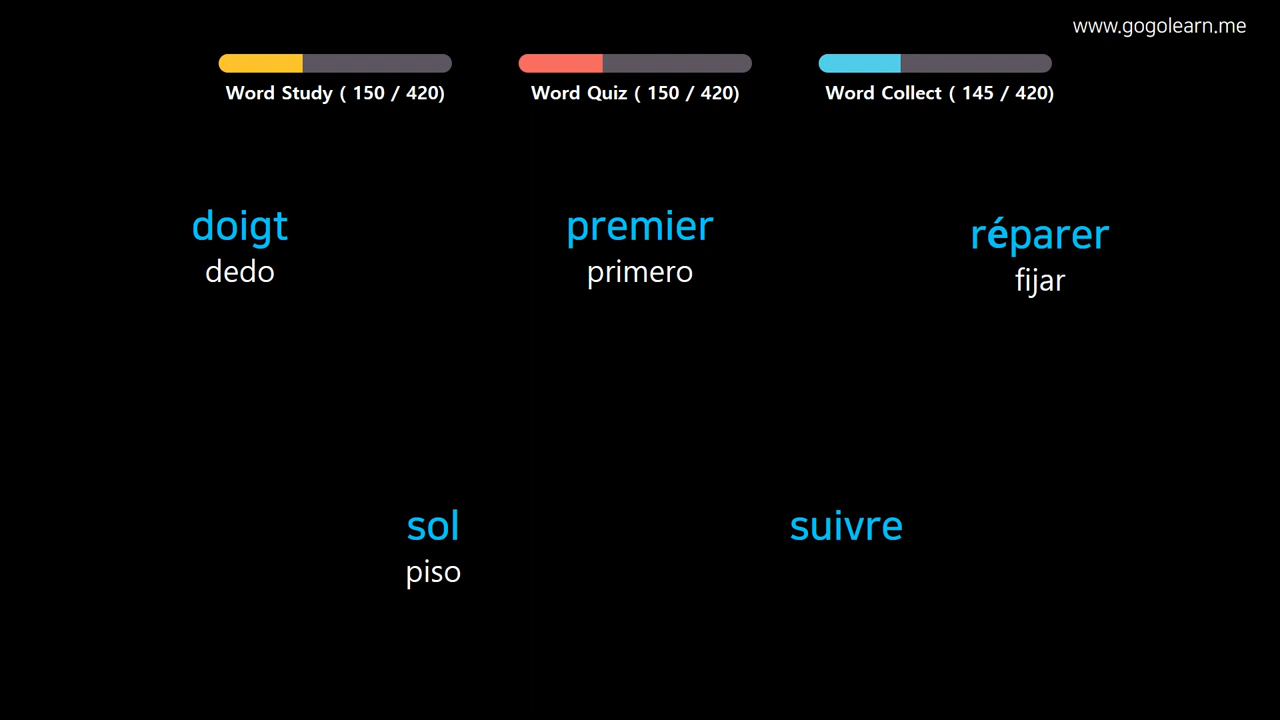 www.gogolearn.me
Word Study ( 150 / 420)
Word Quiz ( 150 / 420)
Word Collect ( 145 / 420)
doigt
dedo
premier
primero
réparer
fijar
sol
piso
suivre